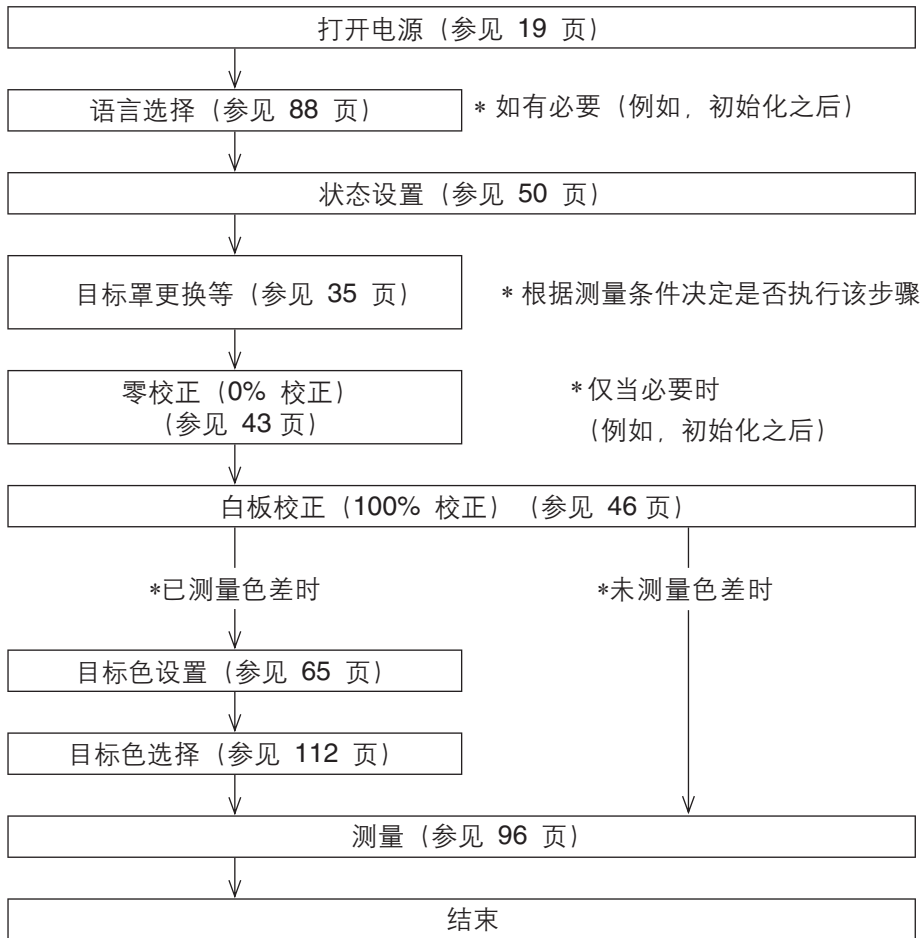 打开电源（参见 19 页）
语言选择（参见 88 页）
* 如有必要（例如，初始化之后）
状态设置（参见 50 页）
目标罩更换等（参见 35 页）
* 根据测量条件决定是否执行该步骤
零校正（0% 校正）
（参见 43 页）
*仅当必要时
（例如，初始化之后）
白板校正（100% 校正）（参见 46 页）
*已测量色差时
*未测量色差时
目标色设置（参见 65 页）
目标色选择（参见 112 页）
测量（参见 96 页）
结束